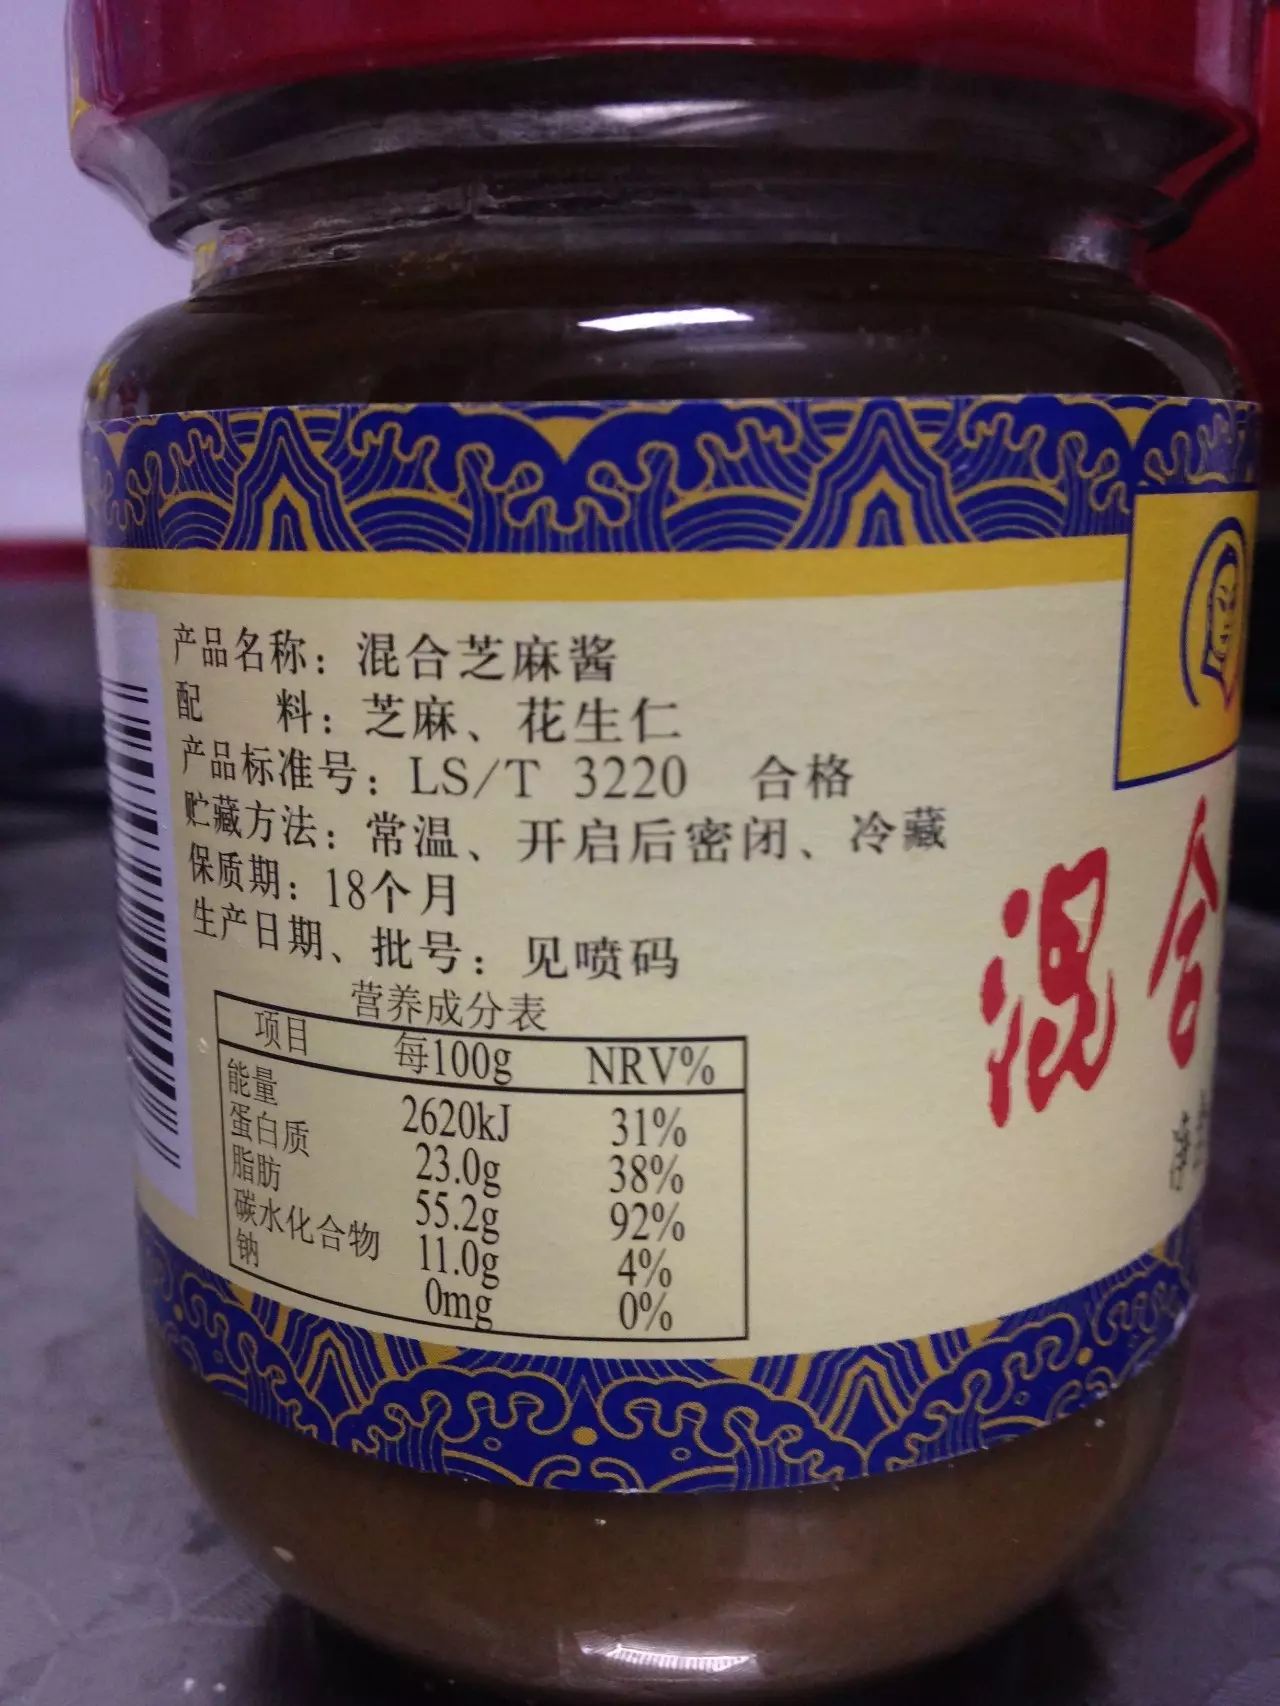 产品名称：混合芝麻酱
配　　料：芝麻、花生仁
产品标准号：LS/T 3220　合格
贮藏方法：常温、开启后密闭、冷藏
保质期：18个月
生产日期、批号：见喷码
营养成分表
项目　每100g　NRV%
能量　2620kJ　31%
蛋白质　23.0g　38%
脂肪　55.2g　92%
碳水化合物　11.0g　4%
钠　0mg　0%
混合